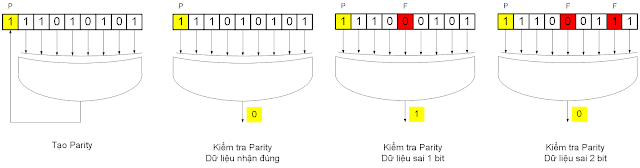 P P P F P F F
1 1 1 0 1 0 1 0 1 1 1 1 0 1 0 1 0 1 1 1 1 0 0 0 1 0 1 1 1 1 0 0 0 1 1 1
0 1 0
Tạo Parity
Kiểm tra Parity
Dữ liệu nhận đúng
Kiểm tra Parity
Dữ liệu sai 1 bit
Kiểm tra Parity
Dữ liệu sai 2 bit